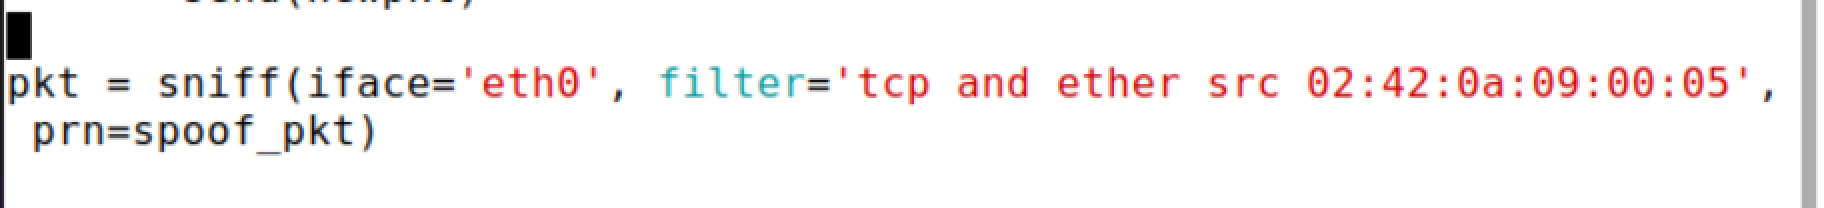 pkt = sniff(iface='eth0', filter='tcp and ether src 02:42:0a:09:00:05',
 prn=spoof_pkt)